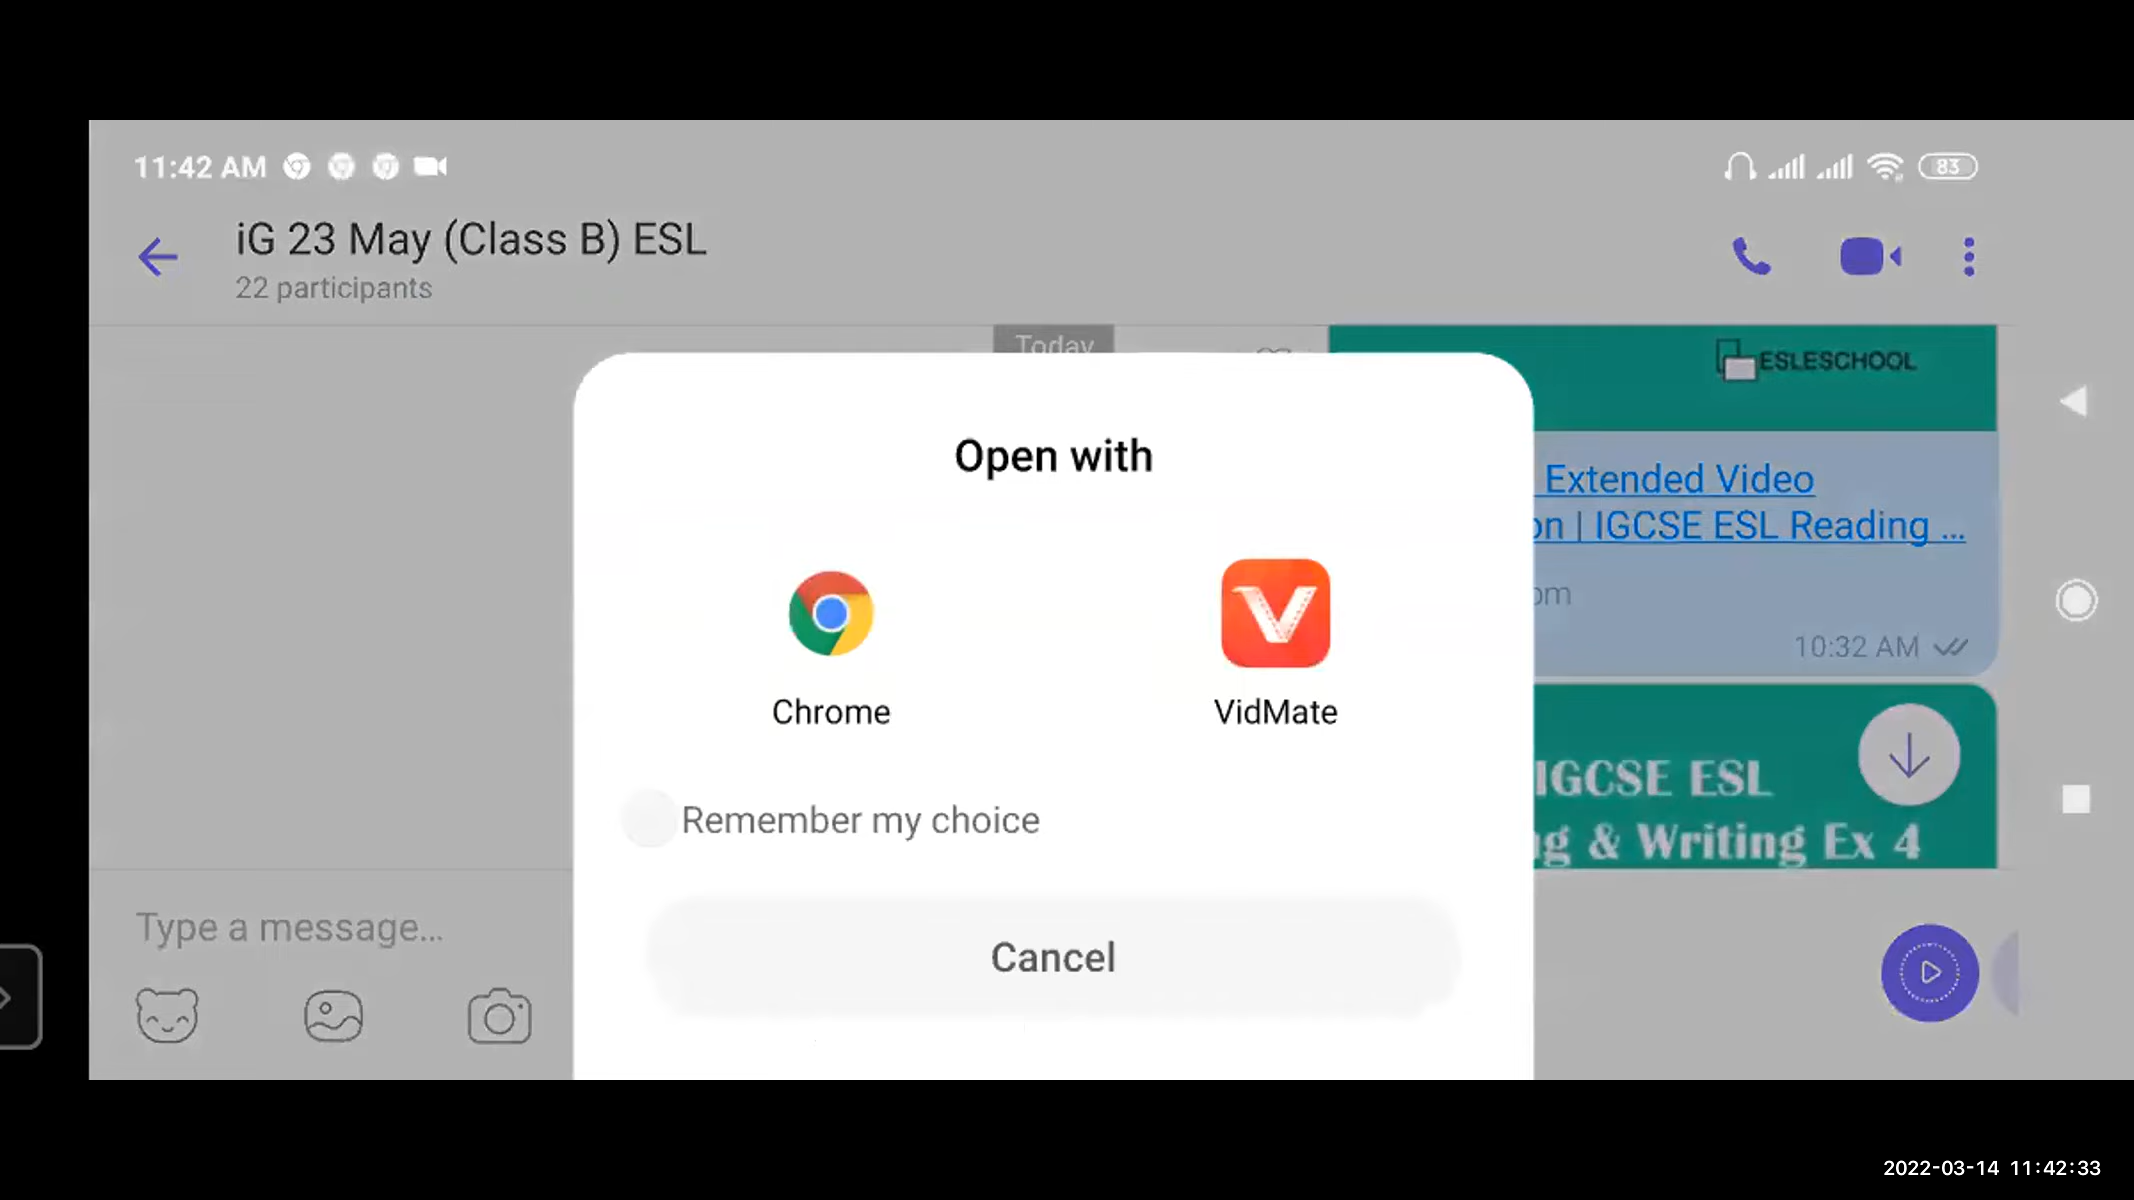 11:42 AM
83
iG 23 May (Class B) ESL
22 participants
Today
ESLESCHOOL
Open with
Extended Video
on | IGCSE ESL Reading ...
Chrome
VidMate
om
10:32 AM
Remember my choice
IGCSE ESL
& Writing Ex 4
Type a message...
Cancel
2022-03-14 11:42:33